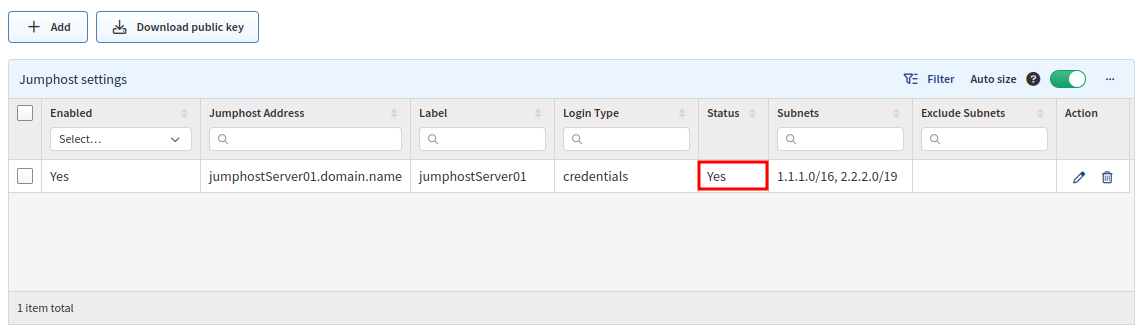 Add Download public key
Jumphost settings Filter Auto size ? ...
Enabled Jumphost Address Label Login Type Status Subnets Exclude Subnets Action
Select...
Yes jumphostServer01.domain.name jumphostServer01 credentials Yes 1.1.1.0/16, 2.2.2.0/19
1 item total